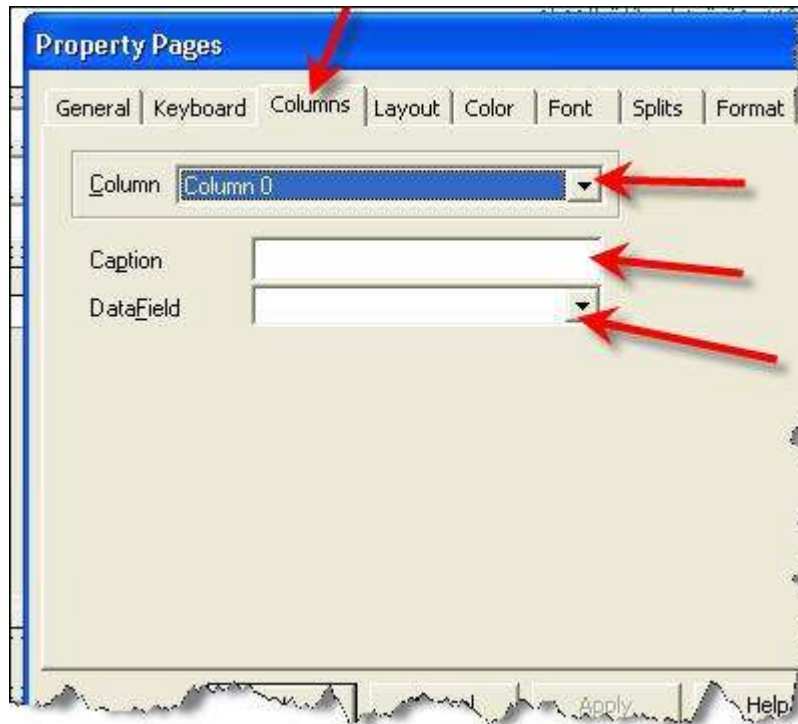 Property Pages
General Keyboard Columns Layout Color Font Splits Format
Column Column 0
Caption
DataField
Apply Help